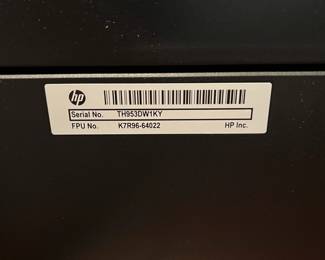 hp
Serial No. TH953DW1KY
FPU No. K7R96-64022 HP Inc.